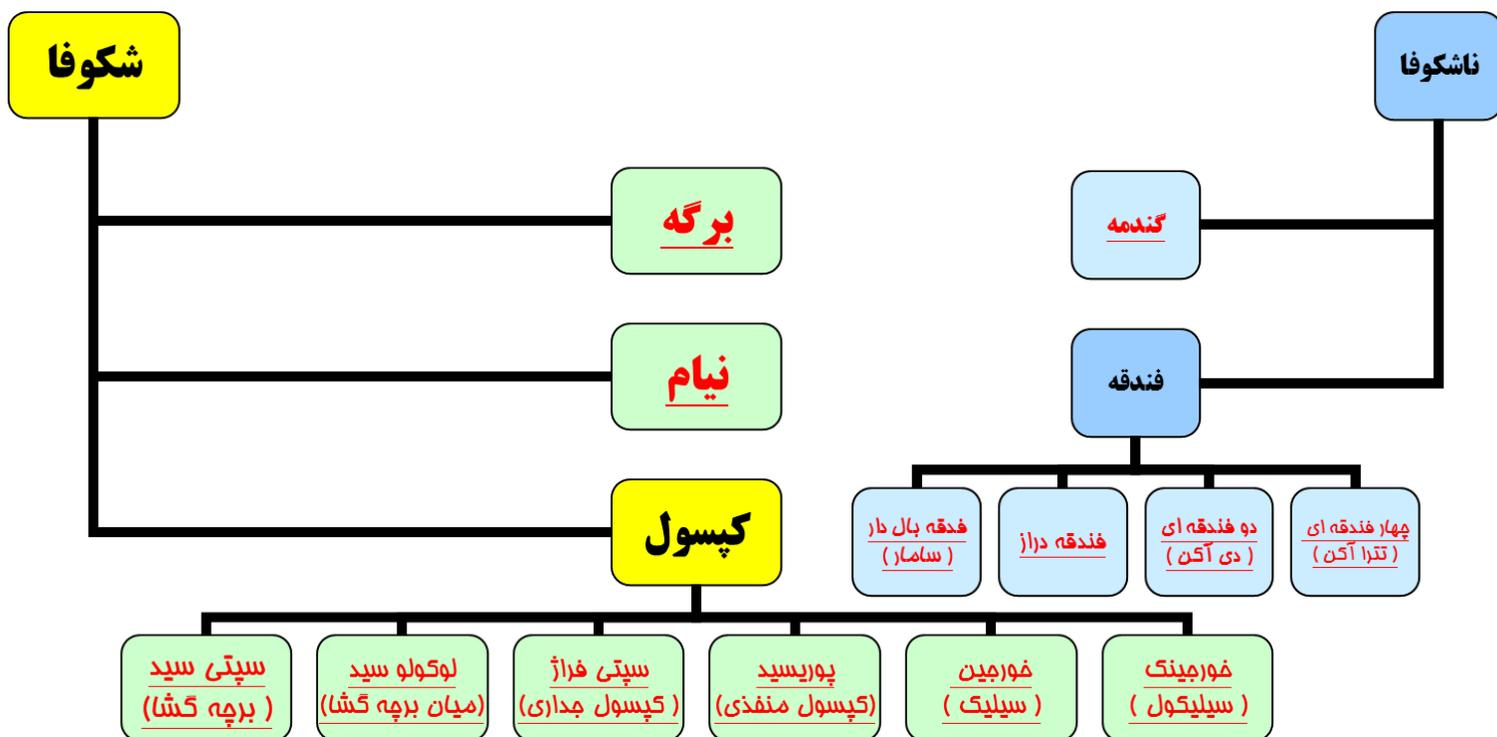 ناشکوفا
شکوفا
گندمه
برگه
فندقه
نیام
چهار فندقه ای
( تترا آکن )
دو فندقه ای
( دی آکن )
فندقه دراز
فدقه بال دار
( سامار )
کپسول
خورجینک
( سیلیکول )
خورجین
( سیلیک )
پوریسید
(کپسول منفذی)
سپتی فراژ
( کپسول جداری)
لوکولو سید
(میان برچه گشا)
سپتی سید
( برچه گشا)